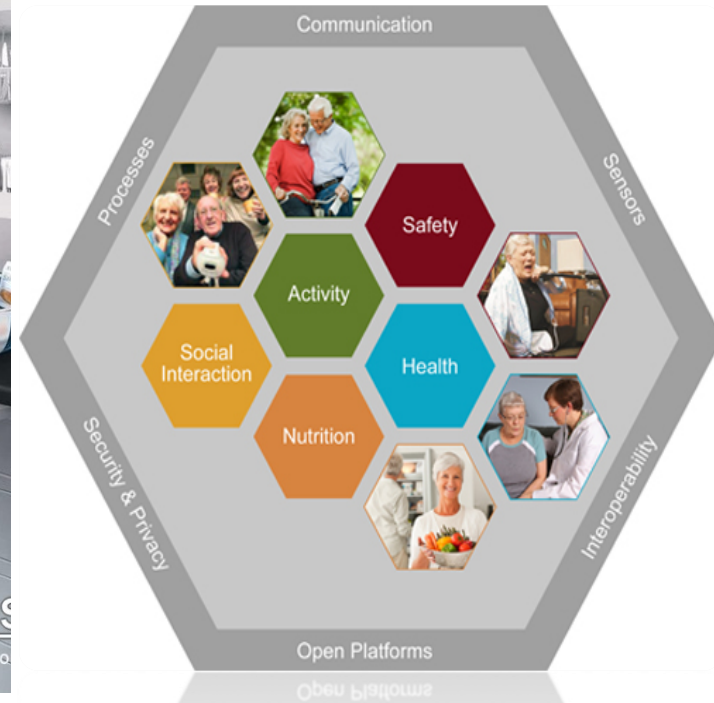 Communication
Processes
Sensors
Safety
Activity
Social
Interaction
Health
Nutrition
Security & Privacy
Interoperability
Open Platforms